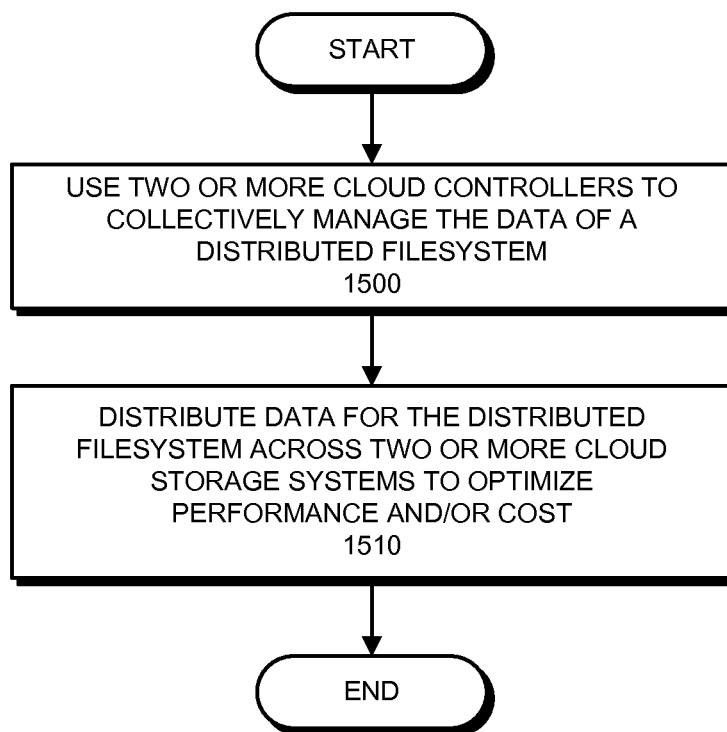 START
USE TWO OR MORE CLOUD CONTROLLERS TO
COLLECTIVELY MANAGE THE DATA OF A
DISTRIBUTED FILESYSTEM
1500
DISTRIBUTE DATA FOR THE DISTRIBUTED
FILESYSTEM ACROSS TWO OR MORE CLOUD
STORAGE SYSTEMS TO OPTIMIZE
PERFORMANCE AND/OR COST
1510
END